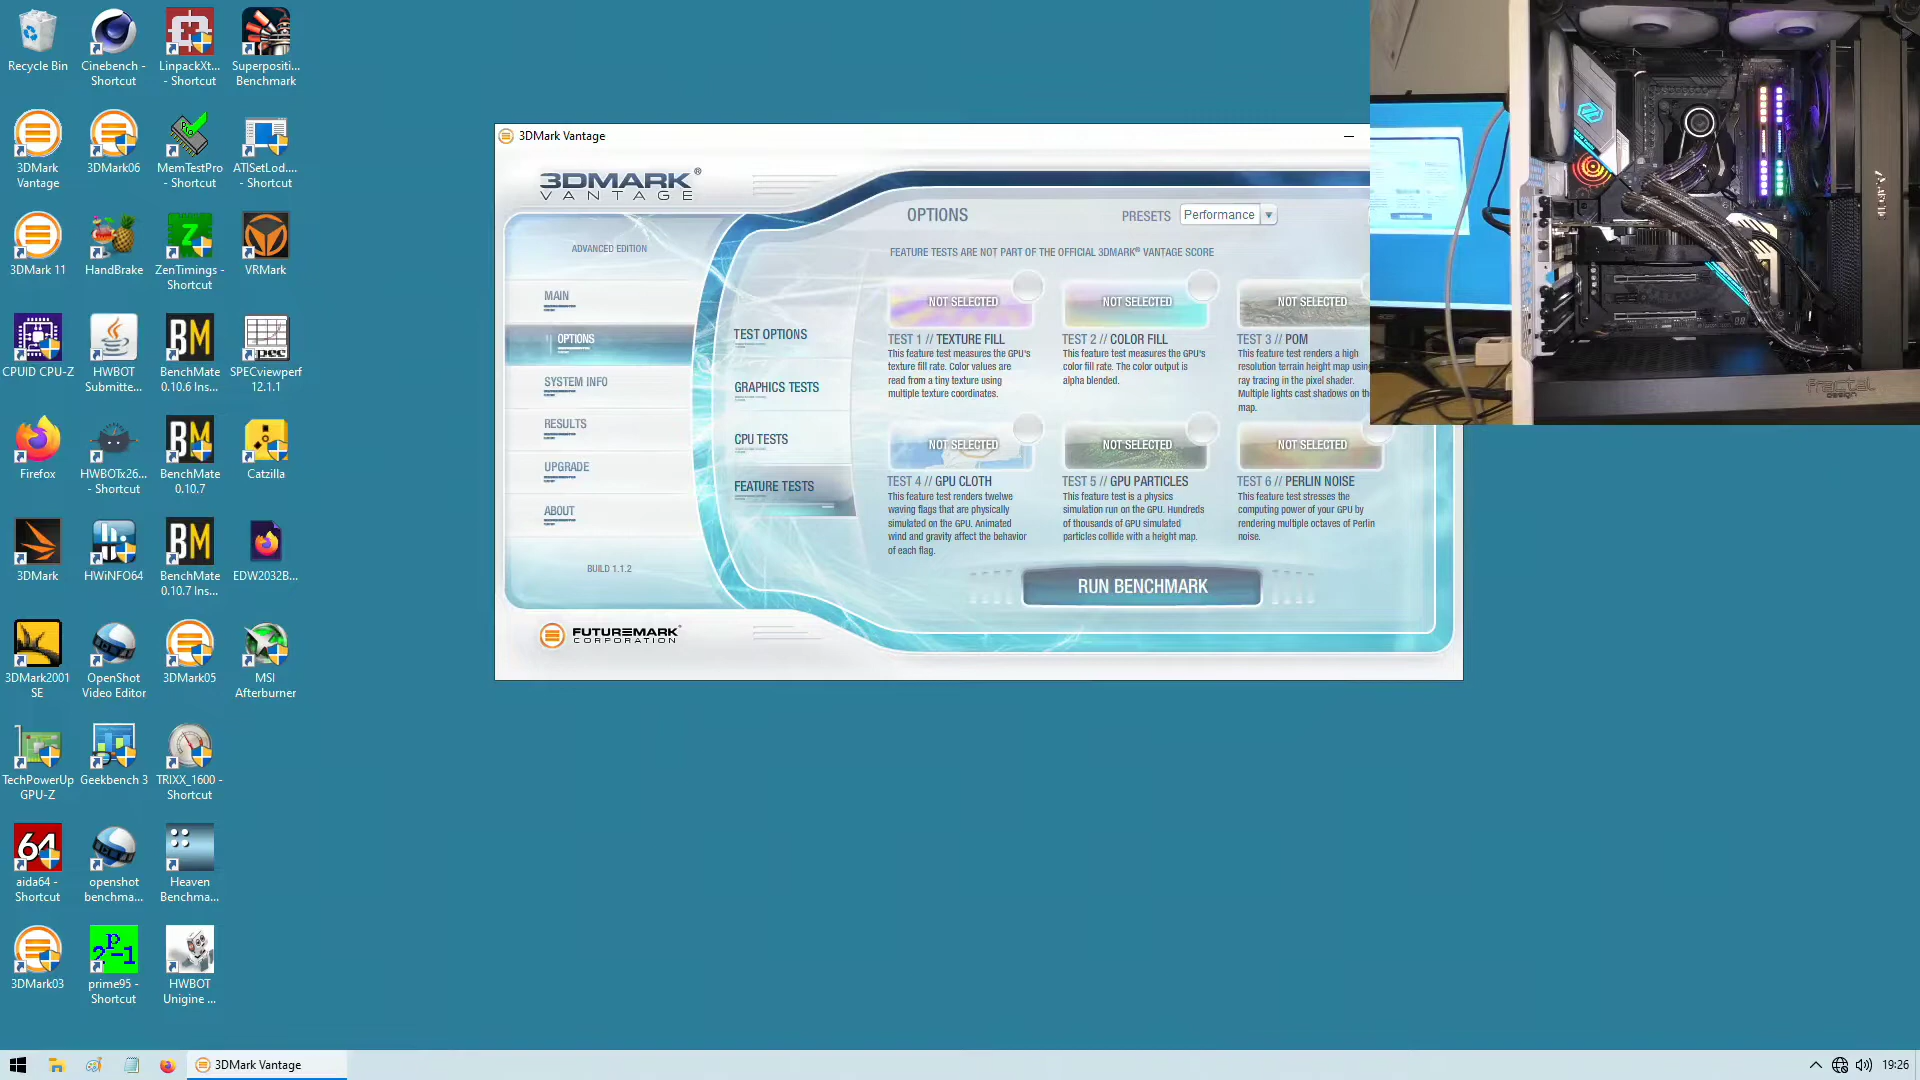 Recycle Bin
Cinebench -
Shortcut
LinpackXt...
- Shortcut
Superpositi...
Benchmark
3DMark
Vantage
3DMark06
MemTestPro
- Shortcut
ATISetLod....
- Shortcut
3DMark 11
HandBrake
ZenTimings -
Shortcut
VRMark
CPUID CPU-Z
HWBOT
Submitte...
BenchMate
0.10.6 Ins...
SPECviewperf
12.1.1
Firefox
HWBOTx26...
- Shortcut
BenchMate
0.10.7
Catzilla
3DMark
HWiNFO64
BenchMate
0.10.7 Ins...
EDW2032B...
3DMark2001
SE
OpenShot
Video Editor
3DMark05
MSI
Afterburner
TechPowerUp
GPU-Z
Geekbench 3
TRIXX_1600 -
Shortcut
aida64 -
Shortcut
openshot
benchma...
Heaven
Benchma...
3DMark03
prime95 -
Shortcut
HWBOT
Unigine ...
3DMark Vantage
3DMARK®
VANTAGE
ADVANCED EDITION
MAIN
OPTIONS
SYSTEM INFO
RESULTS
UPGRADE
ABOUT
BUILD 1.1.2
FUTUREMARK®
CORPORATION
TEST OPTIONS
GRAPHICS TESTS
CPU TESTS
FEATURE TESTS
OPTIONS
PRESETS
Performance
FEATURE TESTS ARE NOT PART OF THE OFFICIAL 3DMARK® VANTAGE SCORE
NOT SELECTED
TEST 1 // TEXTURE FILL
This feature test measures the GPU's
texture fill rate. Color values are
read from a tiny texture using
multiple texture coordinates.
NOT SELECTED
TEST 2 // COLOR FILL
This feature test measures the GPU's
color fill rate. The color output is
alpha blended.
NOT SELECTED
TEST 3 // POM
This feature test renders a high
resolution terrain height map using
ray tracing in the pixel shader.
Multiple lights cast shadows on the
map.
NOT SELECTED
TEST 4 // GPU CLOTH
This feature test renders twelwe
waving flags that are physically
simulated on the GPU. Animated
wind and gravity affect the behavior
of each flag.
NOT SELECTED
TEST 5 // GPU PARTICLES
This feature test is a physics
simulation run on the GPU. Hundreds
of thousands of GPU simulated
particles collide with a height map.
NOT SELECTED
TEST 6 // PERLIN NOISE
This feature test stresses the
computing power of your GPU by
rendering multiple octaves of Perlin
noise.
RUN BENCHMARK
fractal
design
3DMark Vantage
19:26